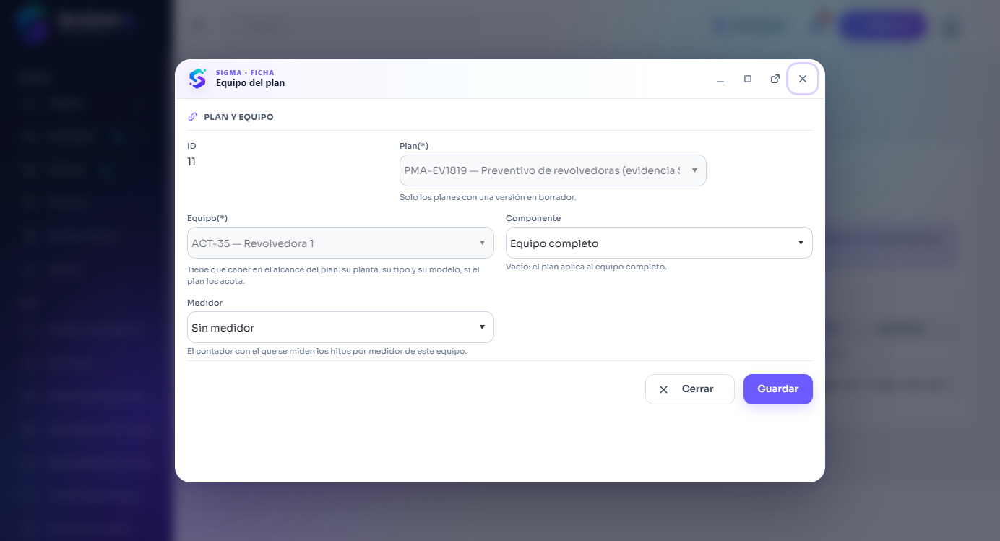 SIGMA · FICHA
Equipo del plan
PLAN Y EQUIPO
ID
Plan(*)
11
PMA-EV1819 — Preventivo de revolvedoras (evidencia
Solo los planes con una versión en borrador.
Equipo(*)
Componente
ACT-35 — Revolvedora 1
Equipo completo
Tiene que caber en el alcance del plan: su planta, su tipo y su modelo, si el
plan los acota.
Vacío: el plan aplica al equipo completo.
Medidor
Sin medidor
El contador con el que se miden los hitos por medidor de este equipo.
Cerrar
Guardar